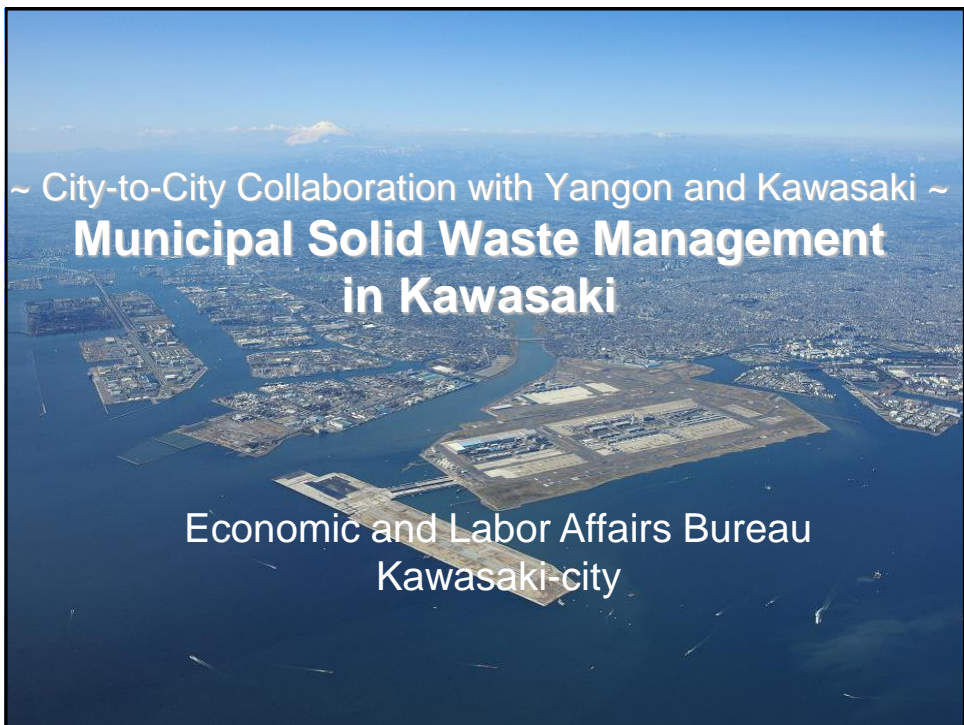 ~ City-to-City Collaboration with Yangon and Kawasaki ~
Municipal Solid Waste Management
in Kawasaki
Economic and Labor Affairs Bureau
Kawasaki-city